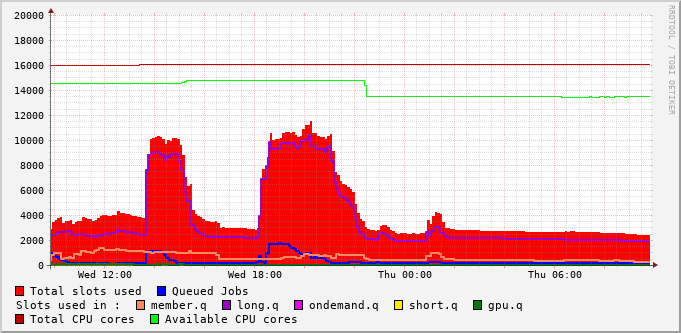 20000
18000
16000
14000
12000
10000
8000
6000
4000
2000
0
Wed 12:00 Wed 18:00 Thu 00:00 Thu 06:00
RRDTOOL / TOBI OETIKER
Total slots used Queued Jobs
Slots used in : member.q long.q ondemand.q short.q gpu.q
Total CPU cores Available CPU cores